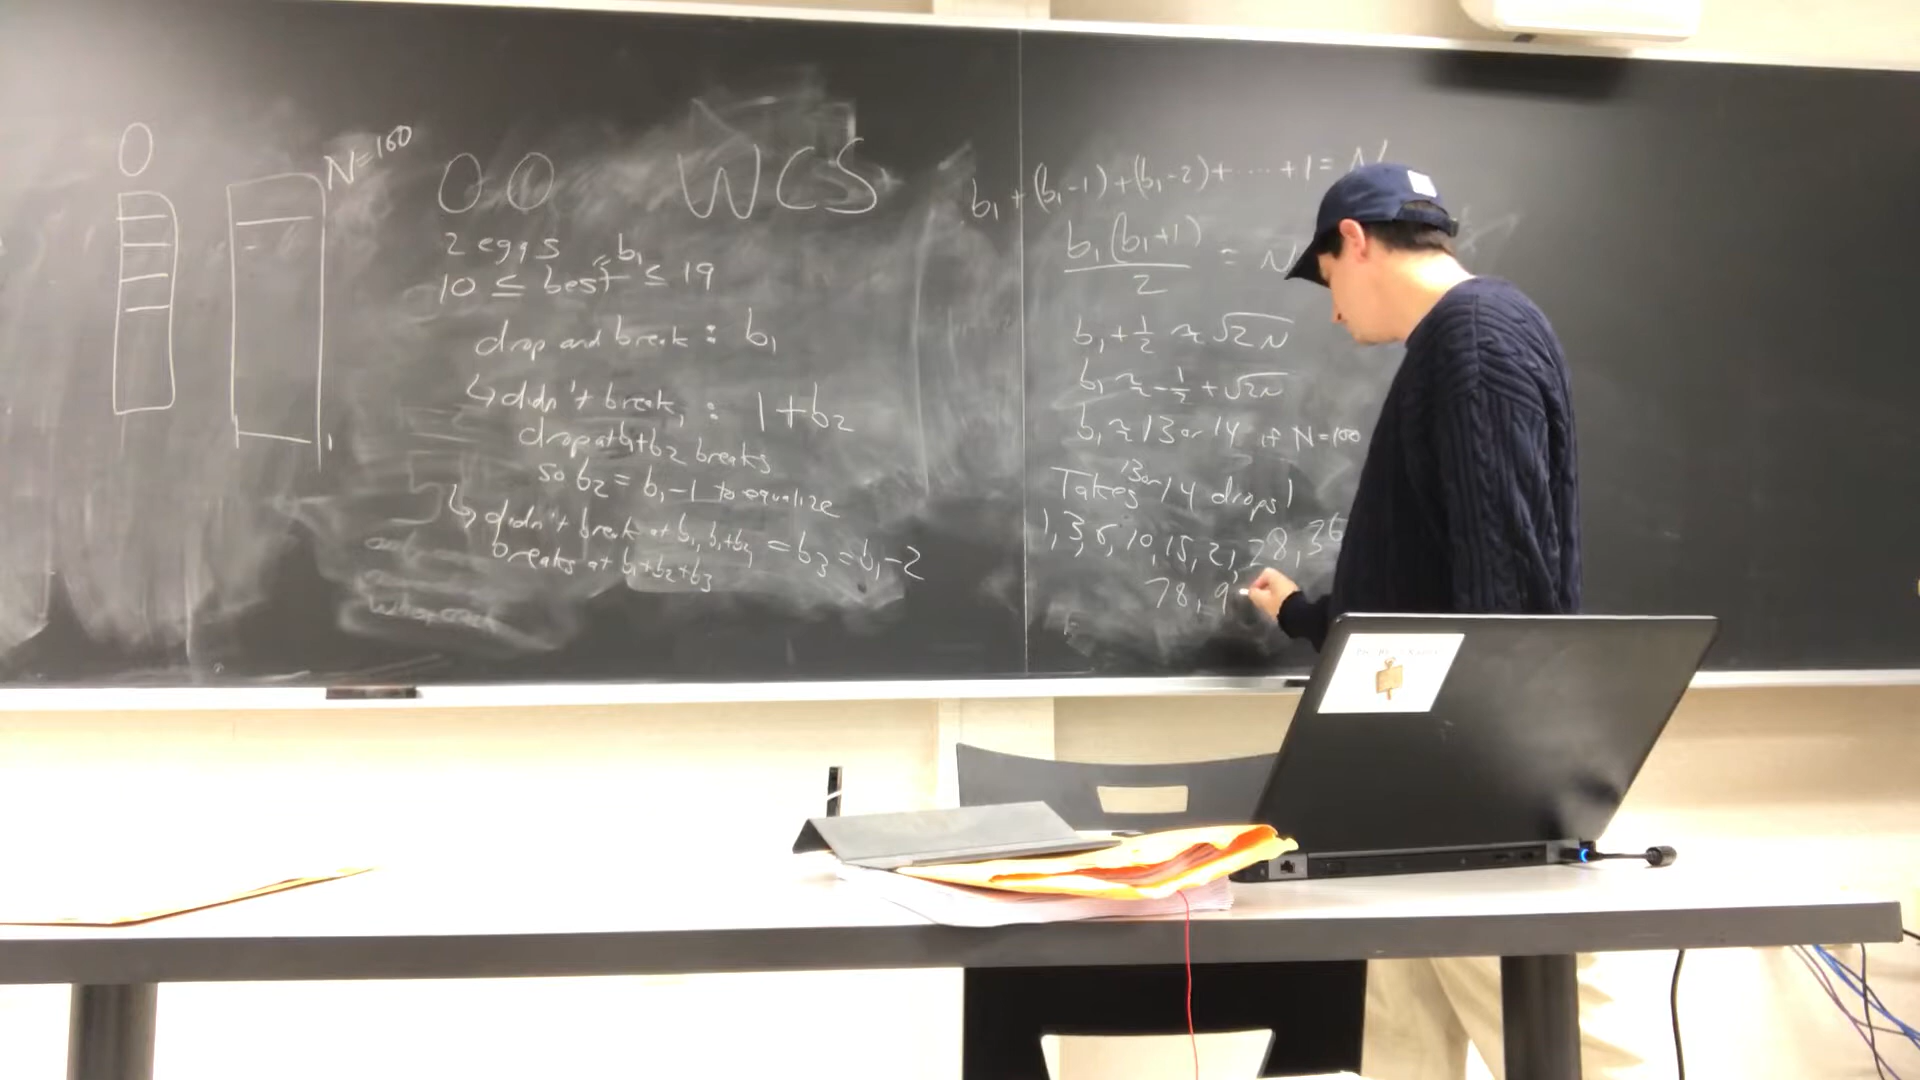 N=100
WCS
2 eggs
10 ≤ best ≤ b₁ ≤ 19
drop and break : b₁
↳ didn't break, : 1+b₂
drop at b₁+b₂ breaks
so b₂ = b₁-1 to equalize
↳ didn't break at b₁, b₁+b₂ = b₃ = b₁-2
breaks at b₁+b₂+b₃
b₁+(b₁-1)+(b₁-2)+⋯+1=N
b₁(b₁+1)/2 = N
b₁+½≈√2N
b₁≈-½+√2N
b₁≈13 or 14 if N=100
Takes 13 or 14 drops!
1,3,6,10,15,21,28,36
78,9